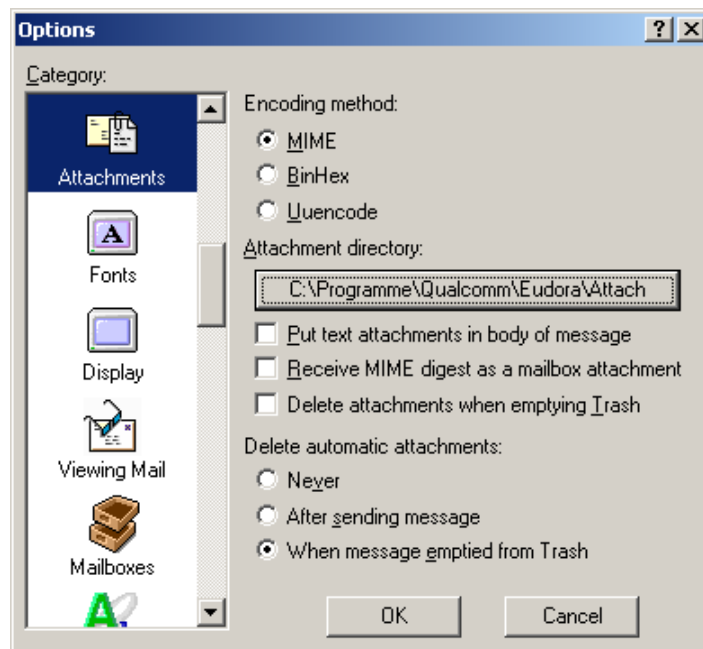 Options
Category:
Attachments
Fonts
Display
Viewing Mail
Mailboxes
Encoding method:
MIME
BinHex
Uuencode
Attachment directory:
C:\Programme\Qualcomm\Eudora\Attach
Put text attachments in body of message
Receive MIME digest as a mailbox attachment
Delete attachments when emptying Trash
Delete automatic attachments:
Never
After sending message
When message emptied from Trash
OK
Cancel